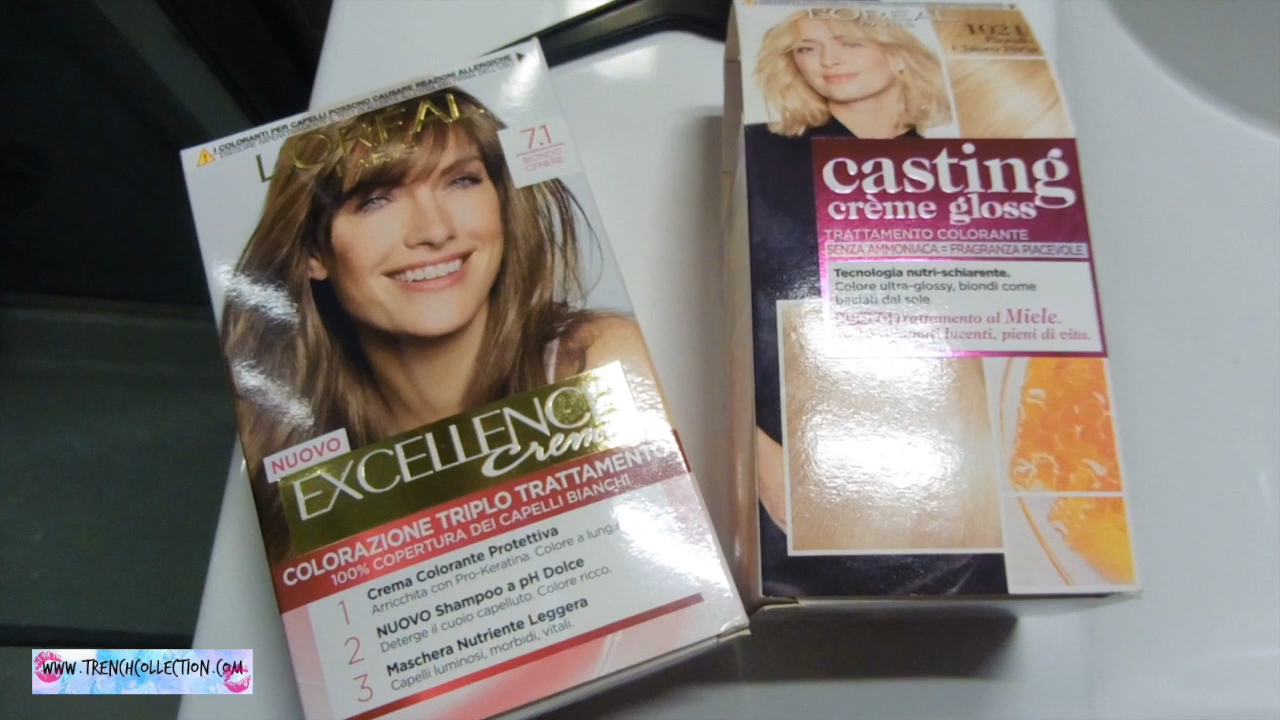 I COLORANTI PER CAPELLI POSSONO CAUSARE REAZIONI ALLERGICHE
L'ORÉAL
7.1
BIONDO
CENERE
NUOVO
EXCELLENCE
Creme
COLORAZIONE TRIPLO TRATTAMENTO
100% COPERTURA DEI CAPELLI BIANCHI
1 Crema Colorante Protettiva
Arricchita con Pro-Keratina. Colore a lungo
2 NUOVO Shampoo a pH Dolce
Deterge il cuoio capelluto. Colore ricco.
3 Maschera Nutriente Leggera
Capelli luminosi, morbidi, vitali.
L'ORÉAL
1021
casting
crème gloss
TRATTAMENTO COLORANTE
SENZA AMMONIACA = FRAGRANZA PIACEVOLE
Tecnologia nutri-schiarente.
Colore ultra-glossy, biondi come
baciati dal sole
trattamento al Miele.
lucenti, pieni di vita.
WWW.TRENCHCOLLECTION.COM